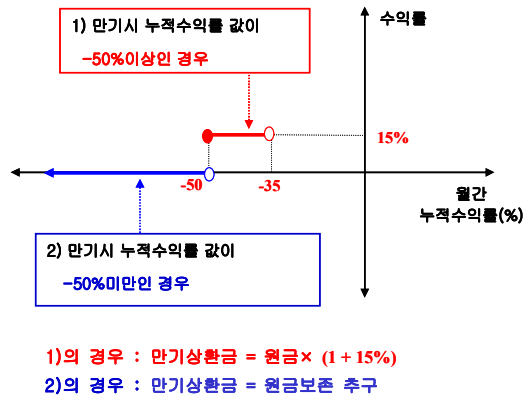 수익률
1) 만기시 누적수익률 값이
-50%이상인 경우
15%
-50
-35
월간
누적수익률(%)
2) 만기시 누적수익률 값이
-50%미만인 경우
1)의 경우 : 만기상환금 = 원금× (1 + 15%)
2)의 경우 : 만기상환금 = 원금보존 추구